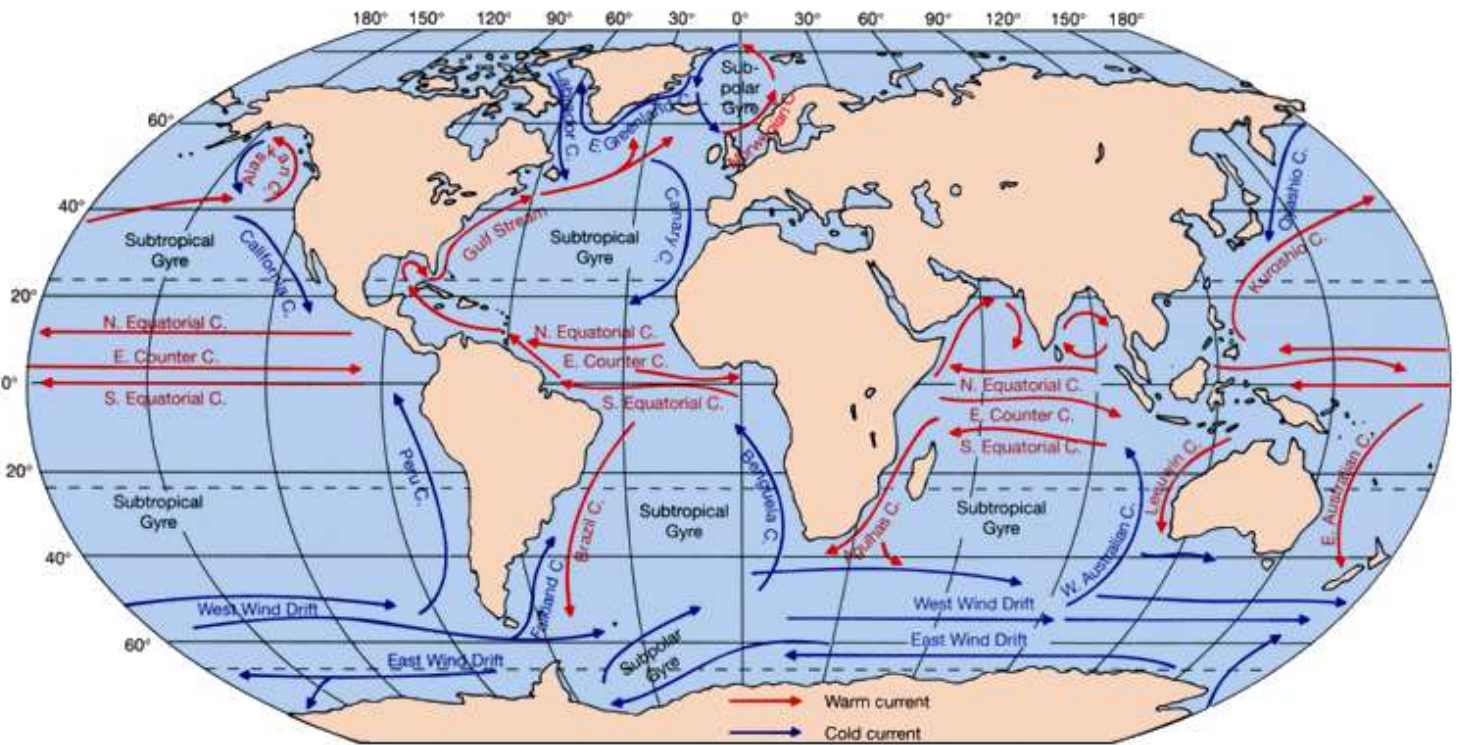 180° 150° 120° 90° 60° 30° 0° 30° 60° 90° 120° 150° 180°
60°
40°
20°
0°
20°
40°
60°
Sub-
polar
Gyre
Labrador C.
E. Greenland C.
Norwegian C.
Alaskan C.
Oyashio C.
Subtropical
Gyre
California C.
Gulf Stream
Subtropical
Gyre
Canary C.
Kuroshio C.
N. Equatorial C.
E. Counter C.
S. Equatorial C.
N. Equatorial C.
E. Counter C.
S. Equatorial C.
N. Equatorial C.
E. Counter C.
S. Equatorial C.
Peru C.
Subtropical
Gyre
Brazil C.
Subtropical
Gyre
Benguela C.
Agulhas C.
Subtropical
Gyre
W. Australian C.
Leeuwin C.
E. Australian C.
West Wind Drift
Falkland C.
West Wind Drift
East Wind Drift
Subpolar
Gyre
East Wind Drift
Warm current
Cold current